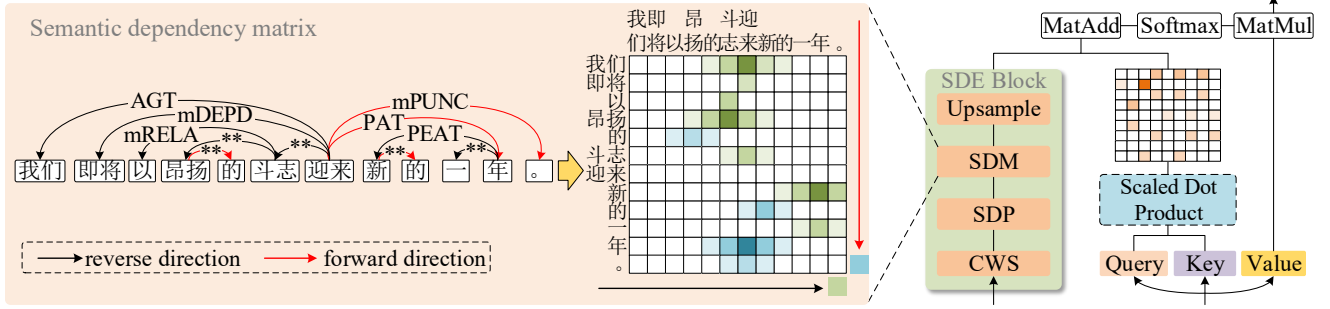 Semantic dependency matrix
AGT
mDEPD
mRELA
**
**
**
mPUNC
PAT
PEAT
**
**
我们 即将 以 昂扬 的 斗志 迎来 新 的 一 年 。
reverse direction
forward direction
我即 昂 斗迎
们将以扬的志来新的一年。
我们
即将
以
昂扬
的
斗志
迎来
新
的
一
年
。
SDE Block
Upsample
SDM
SDP
CWS
MatAdd
Softmax
MatMul
Scaled Dot
Product
Query
Key
Value